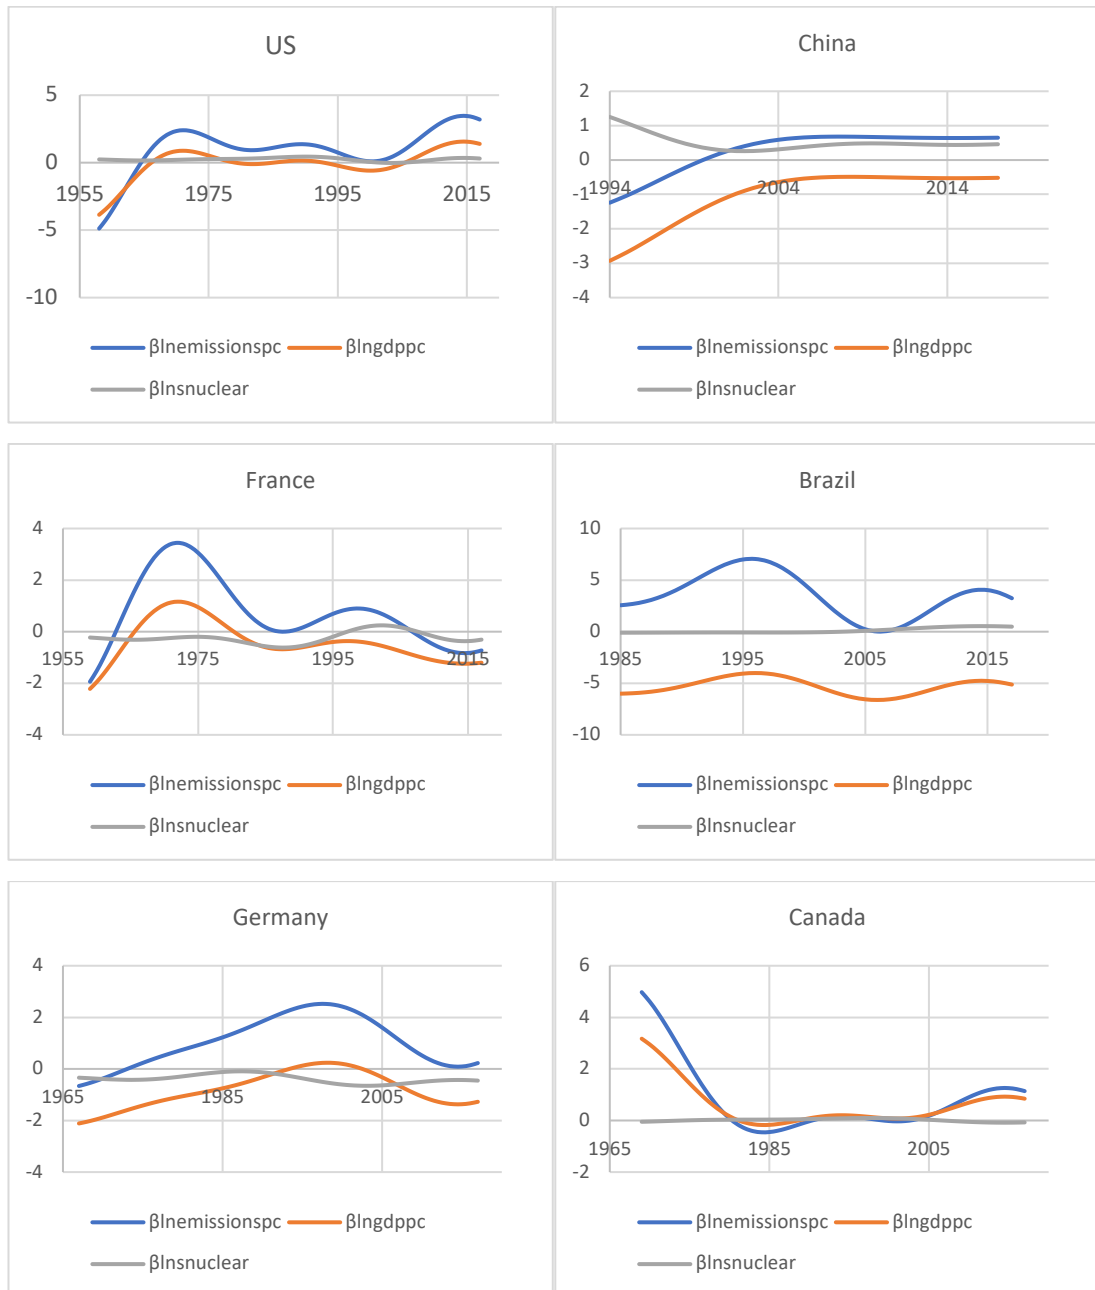 US
5
0
-5
-10
1955 1975 1995 2015
βlnemissionspc βlngdppc
βlnsnuclear
China
2
1
0
-1
-2
-3
-4
1994 2004 2014
βlnemissionspc βlngdppc
βlnsnuclear
France
4
2
0
-2
-4
1955 1975 1995 2015
βlnemissionspc βlngdppc
βlnsnuclear
Brazil
10
5
0
-5
-10
1985 1995 2005 2015
βlnemissionspc βlngdppc
βlnsnuclear
Germany
4
2
0
-2
-4
1965 1985 2005
βlnemissionspc βlngdppc
βlnsnuclear
Canada
6
4
2
0
-2
1965 1985 2005
βlnemissionspc βlngdppc
βlnsnuclear